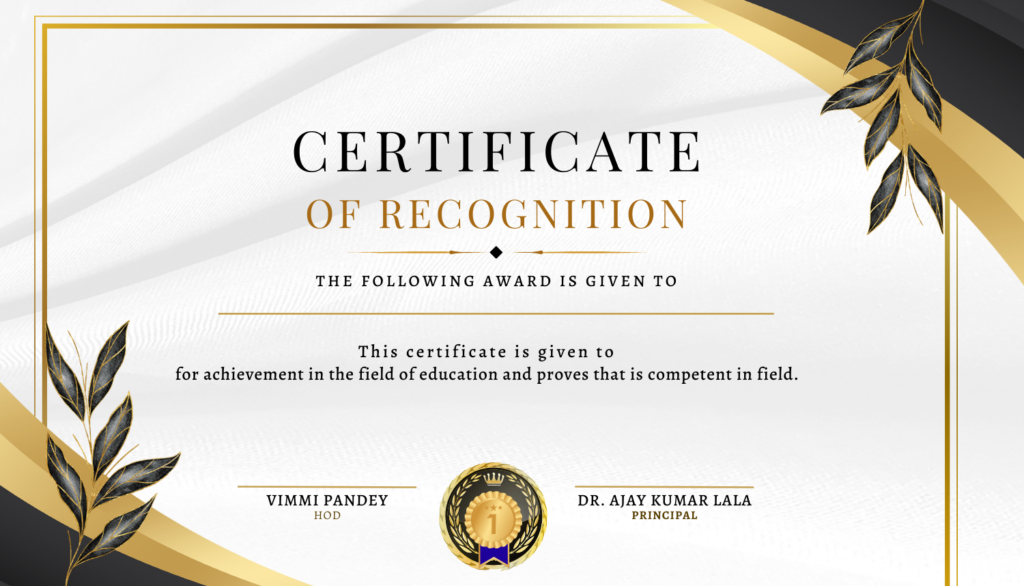 CERTIFICATE
OF RECOGNITION
THE FOLLOWING AWARD IS GIVEN TO
This certificate is given to
for achievement in the field of education and proves that is competent in field.
VIMMI PANDEY
HOD
1
DR. AJAY KUMAR LALA
PRINCIPAL